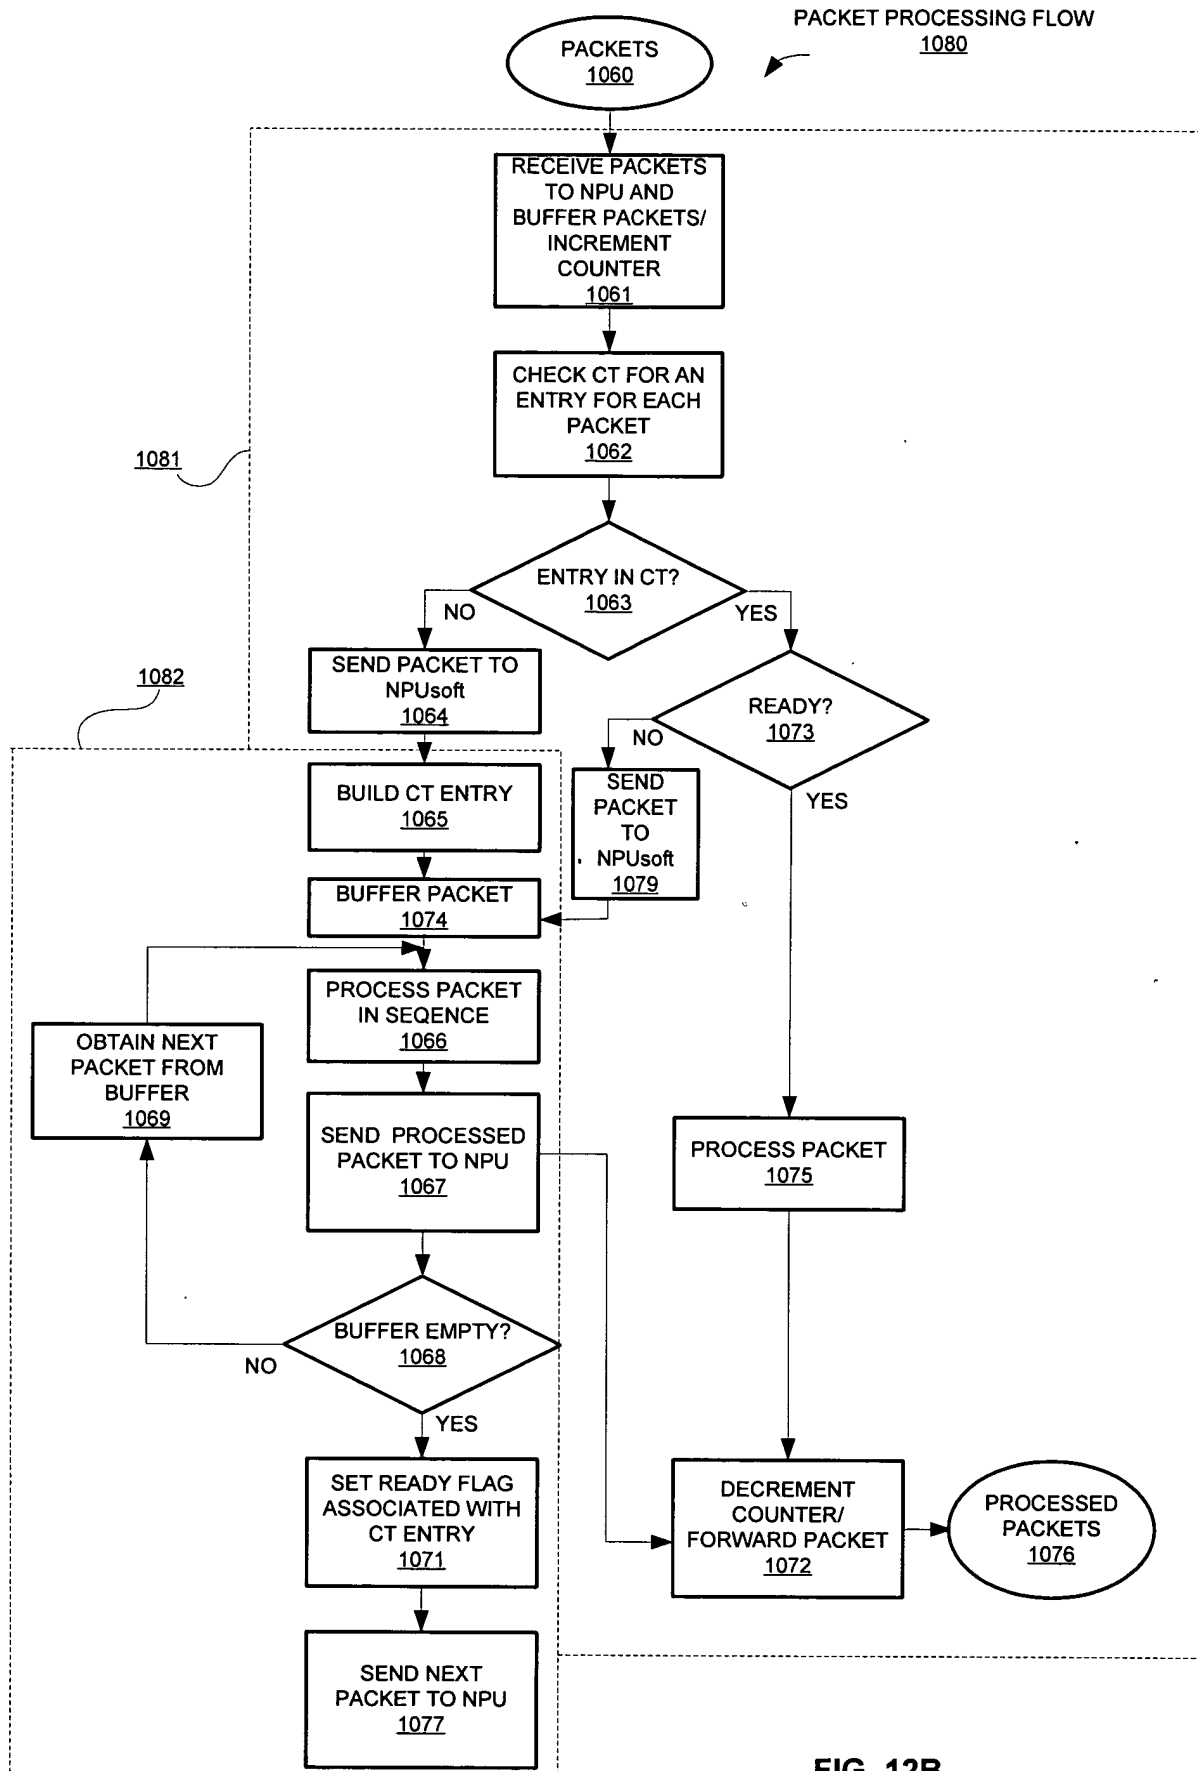 PACKET PROCESSING FLOW
1080
PACKETS
1060
RECEIVE PACKETS
TO NPU AND
BUFFER PACKETS/
INCREMENT
COUNTER
1061
CHECK CT FOR AN
ENTRY FOR EACH
PACKET
1062
1081
ENTRY IN CT?
1063
NO
YES
SEND PACKET TO
NPUsoft
1064
1082
READY?
1073
NO
YES
BUILD CT ENTRY
1065
SEND
PACKET
TO
NPUsoft
1079
BUFFER PACKET
1074
PROCESS PACKET
IN SEQENCE
1066
OBTAIN NEXT
PACKET FROM
BUFFER
1069
SEND PROCESSED
PACKET TO NPU
1067
PROCESS PACKET
1075
BUFFER EMPTY?
1068
NO
YES
SET READY FLAG
ASSOCIATED WITH
CT ENTRY
1071
DECREMENT
COUNTER/
FORWARD PACKET
1072
PROCESSED
PACKETS
1076
SEND NEXT
PACKET TO NPU
1077
FIG. 12B